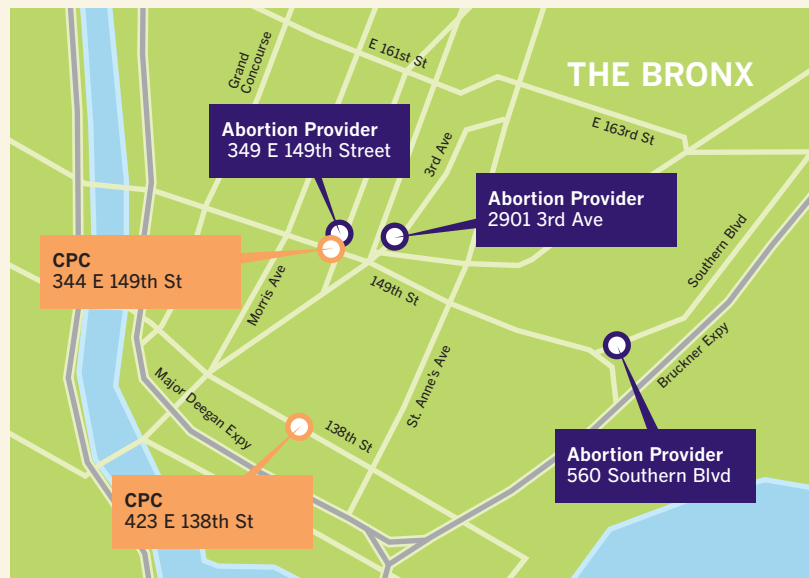 THE BRONX
E 161st St
Grand
Concourse
E 163rd St
Abortion Provider
349 E 149th Street
3rd Ave
Abortion Provider
2901 3rd Ave
CPC
344 E 149th St
Morris Ave
149th St
Southern Blvd
Bruckner Expy
St. Anne's Ave
Major Deegan Expy
138th St
Abortion Provider
560 Southern Blvd
CPC
423 E 138th St